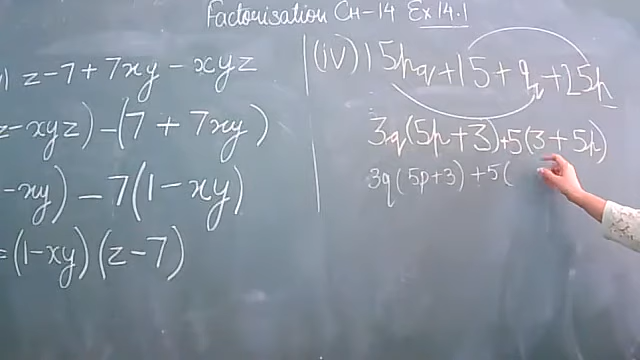 Factorisation CH-14 Ex 14.1
) z-7+7xy-xyz
z-xyz)-(7+7xy)
-xy)-7(1-xy)
=(1-xy)(z-7)
(iv) 15pq+15+9q+25p
3q(5p+3)+5(3+5p)
3q(5p+3)+5(